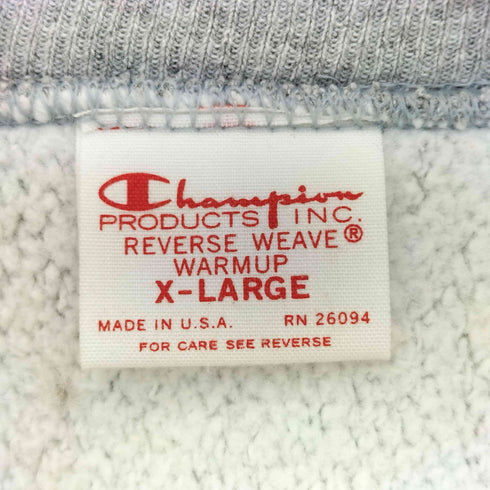 Champion
PRODUCTS INC.
REVERSE WEAVE®
WARMUP
X-LARGE
MADE IN U.S.A. RN 26094
FOR CARE SEE REVERSE